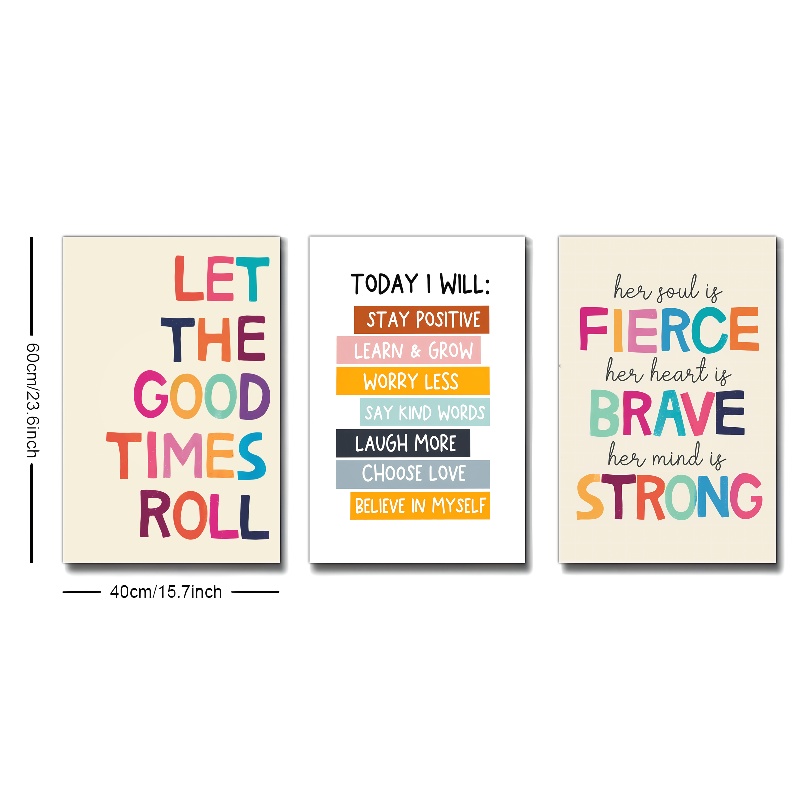 60cm/23.6inch
40cm/15.7inch
LET
THE
GOOD
TIMES
ROLL
TODAY I WILL:
STAY POSITIVE
LEARN & GROW
WORRY LESS
SAY KIND WORDS
LAUGH MORE
CHOOSE LOVE
BELIEVE IN MYSELF
her soul is
FIERCE
her heart is
BRAVE
her mind is
STRONG